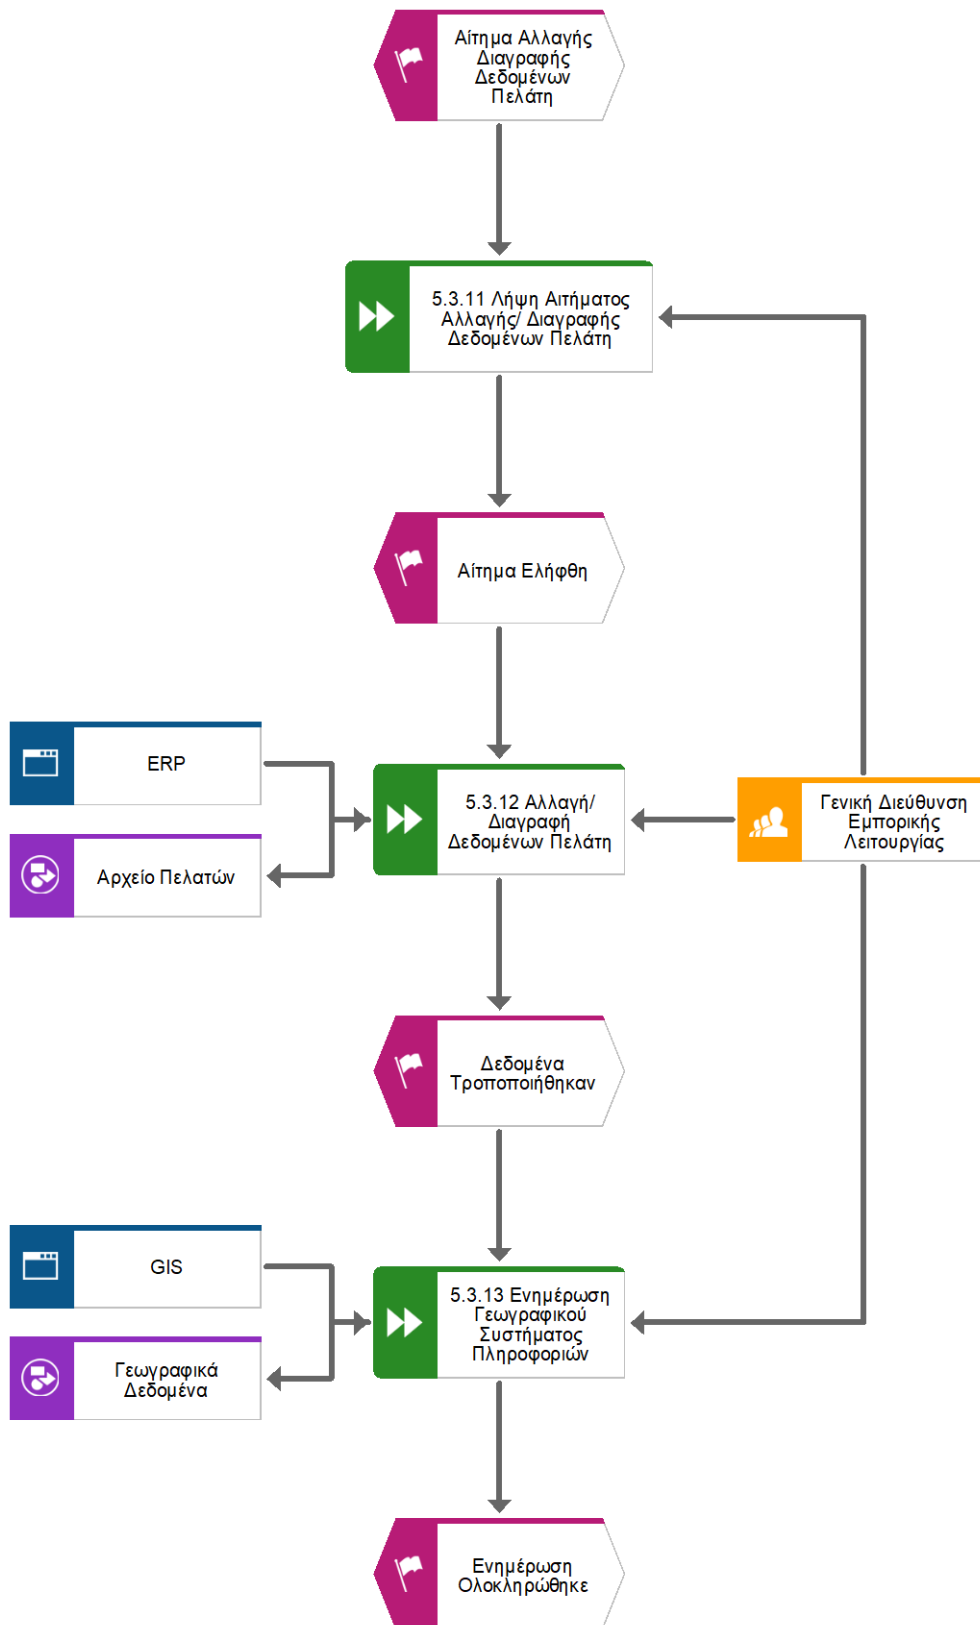 Αίτημα Αλλαγής
Διαγραφής
Δεδομένων
Πελάτη
5.3.11 Λήψη Αιτήματος
Αλλαγής/ Διαγραφής
Δεδομένων Πελάτη
Αίτημα Ελήφθη
ERP
Αρχείο Πελατών
5.3.12 Αλλαγή/
Διαγραφή
Δεδομένων Πελάτη
Γενική Διεύθυνση
Εμπορικής
Λειτουργίας
Δεδομένα
Τροποποιήθηκαν
GIS
Γεωγραφικά
Δεδομένα
5.3.13 Ενημέρωση
Γεωγραφικού
Συστήματος
Πληροφοριών
Ενημέρωση
Ολοκληρώθηκε